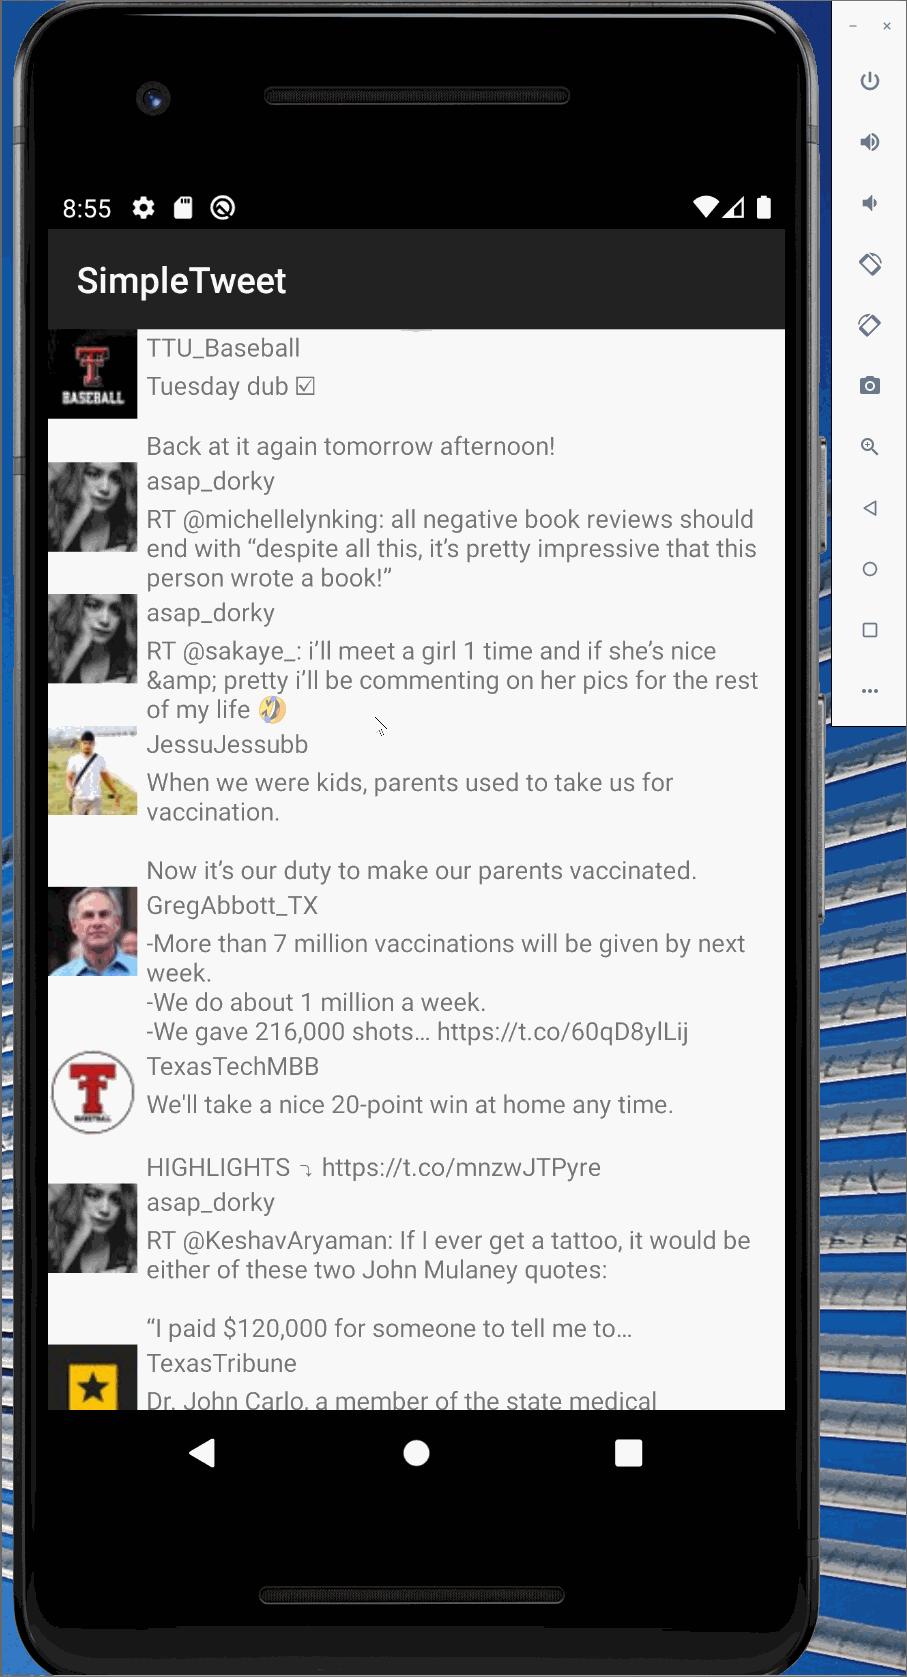 8:55
SimpleTweet
TTU_Baseball
Tuesday dub ☑
BASEBALL
Back at it again tomorrow afternoon!
asap_dorky
RT @michellelynking: all negative book reviews should
end with “despite all this, it’s pretty impressive that this
person wrote a book!”
asap_dorky
RT @sakaye_: i’ll meet a girl 1 time and if she’s nice
&amp; pretty i’ll be commenting on her pics for the rest
of my life 🤣
JessuJessubb
When we were kids, parents used to take us for
vaccination.
Now it’s our duty to make our parents vaccinated.
GregAbbott_TX
-More than 7 million vaccinations will be given by next
week.
-We do about 1 million a week.
-We gave 216,000 shots… https://t.co/60qD8ylLij
TexasTechMBB
We'll take a nice 20-point win at home any time.
HIGHLIGHTS ⤵ https://t.co/mnzwJTPyre
asap_dorky
RT @KeshavAryaman: If I ever get a tattoo, it would be
either of these two John Mulaney quotes:
“I paid $120,000 for someone to tell me to…
TexasTribune
Dr. John Carlo, a member of the state medical